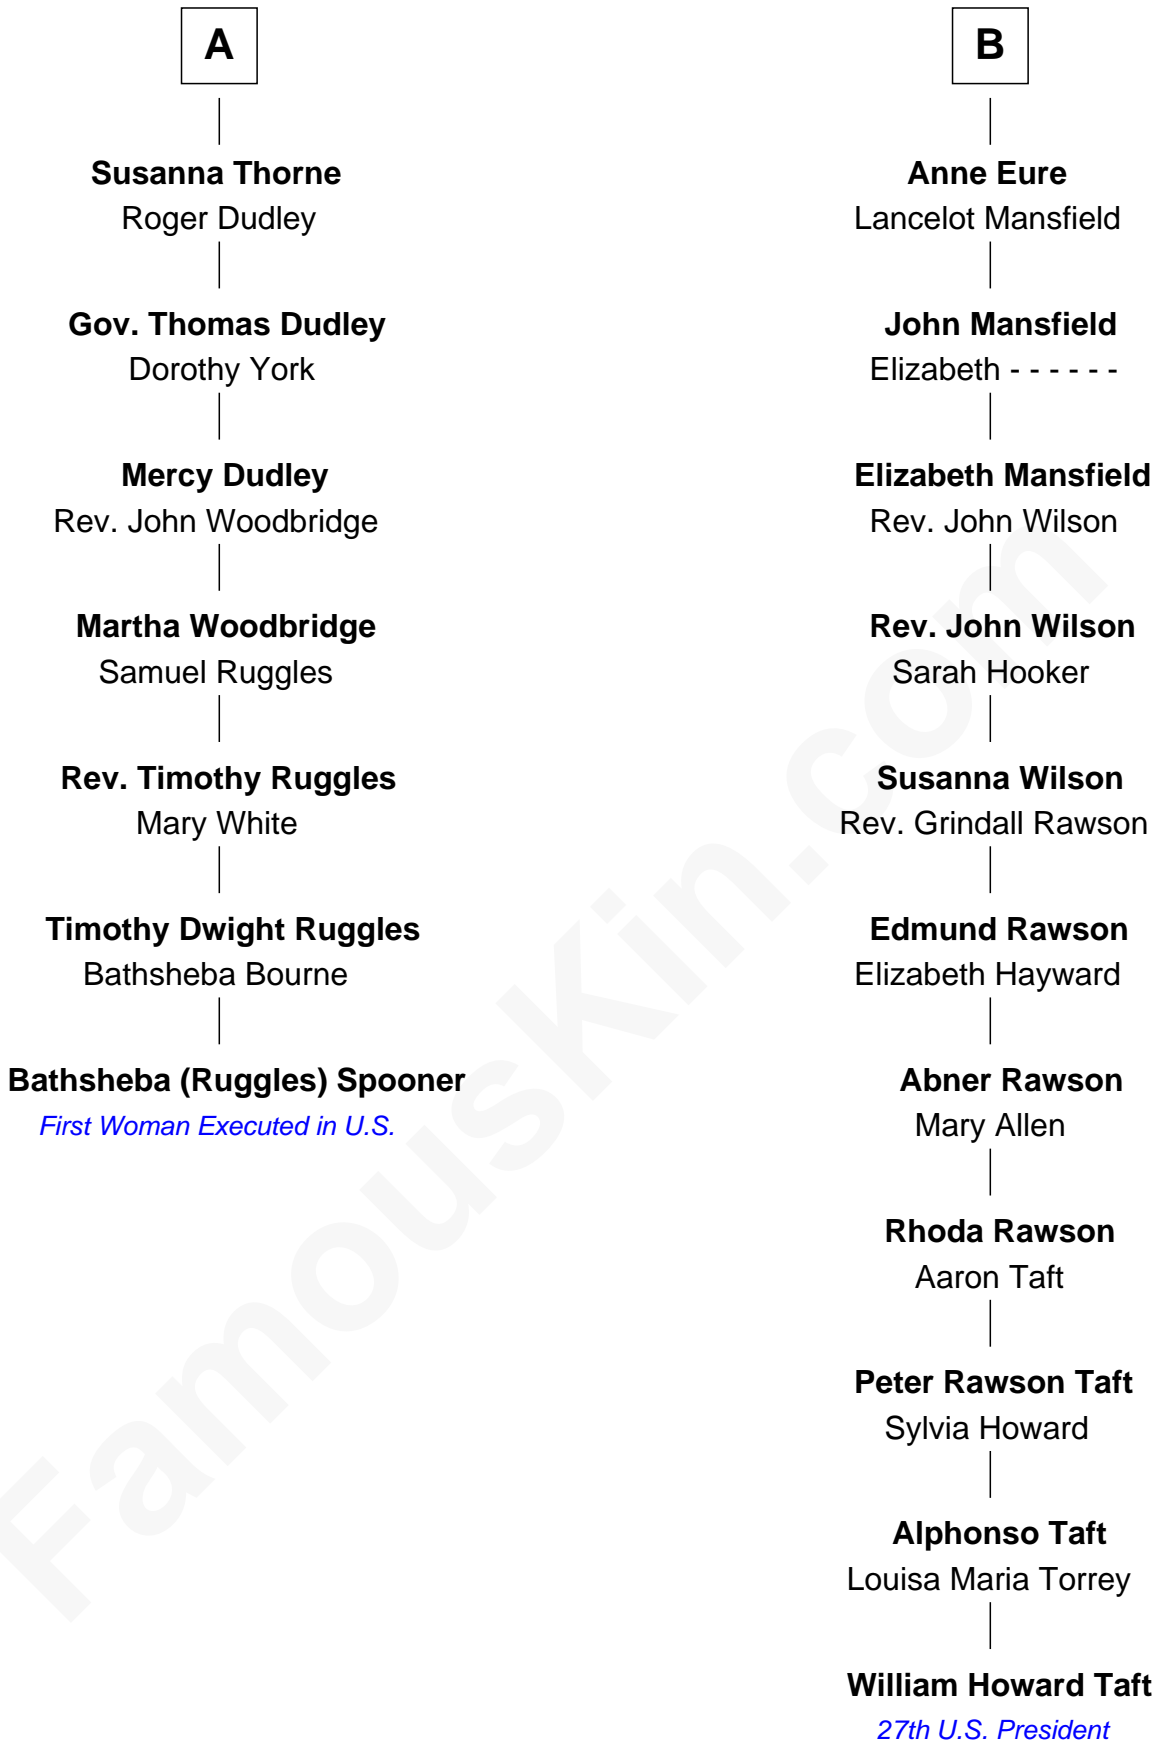 A
Susanna Thorne
Roger Dudley
Gov. Thomas Dudley
Dorothy York
Mercy Dudley
Rev. John Woodbridge
Martha Woodbridge
Samuel Ruggles
Rev. Timothy Ruggles
Mary White
Timothy Dwight Ruggles
Bathsheba Bourne
Bathsheba (Ruggles) Spooner
First Woman Executed in U.S.
B
Anne Eure
Lancelot Mansfield
John Mansfield
Elizabeth - - - - - -
Elizabeth Mansfield
Rev. John Wilson
Rev. John Wilson
Sarah Hooker
Susanna Wilson
Rev. Grindall Rawson
Edmund Rawson
Elizabeth Hayward
Abner Rawson
Mary Allen
Rhoda Rawson
Aaron Taft
Peter Rawson Taft
Sylvia Howard
Alphonso Taft
Louisa Maria Torrey
William Howard Taft
27th U.S. President
FamousKin.com